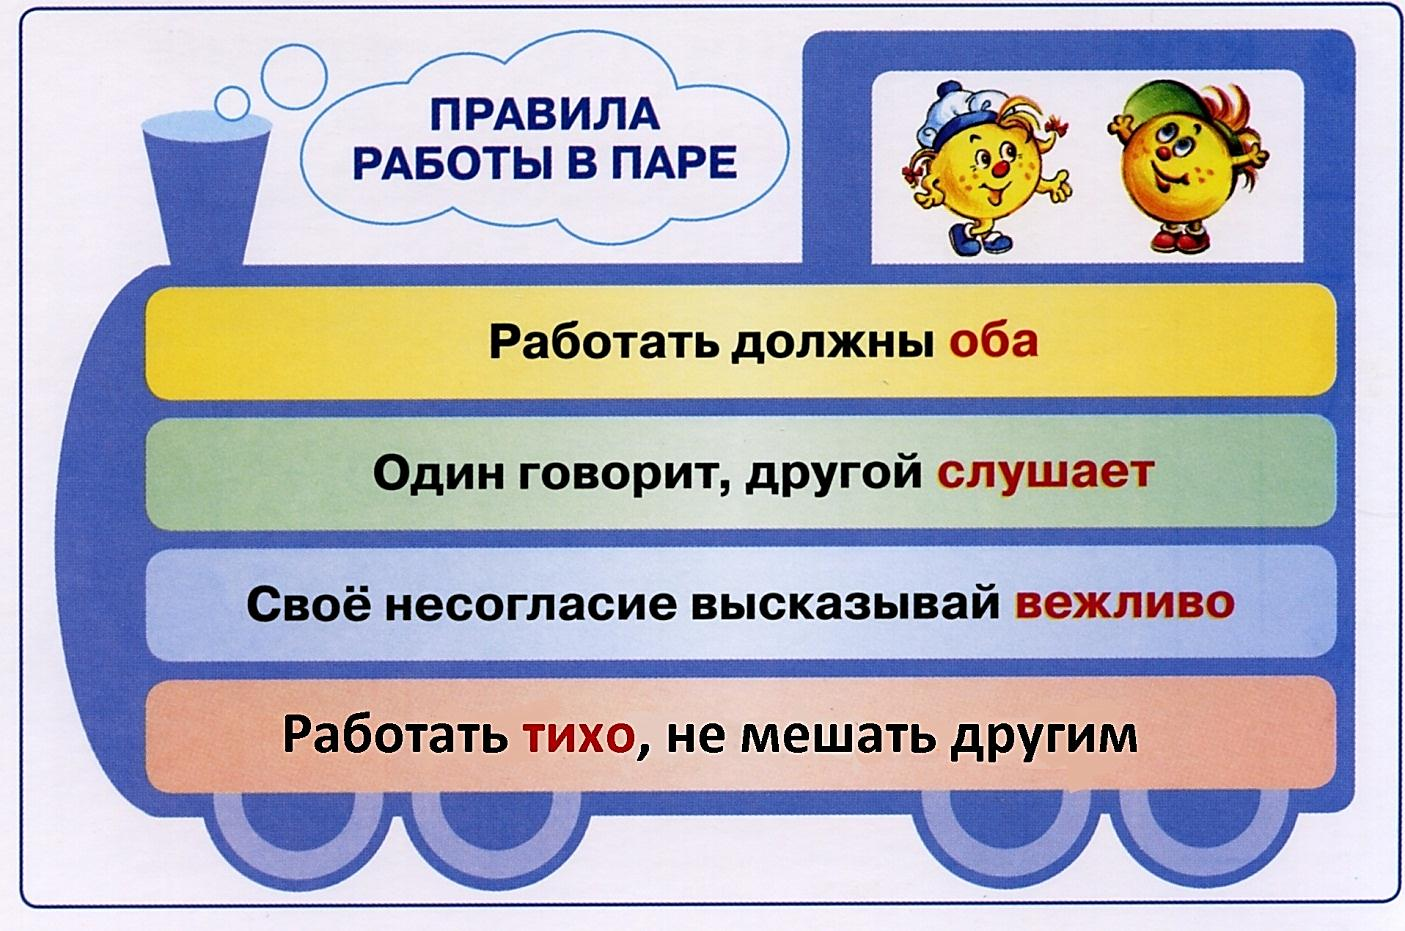 ПРАВИЛА
РАБОТЫ В ПАРЕ
Работать должны оба
Один говорит, другой слушает
Своё несогласие высказывай вежливо
Работать тихо, не мешать другим